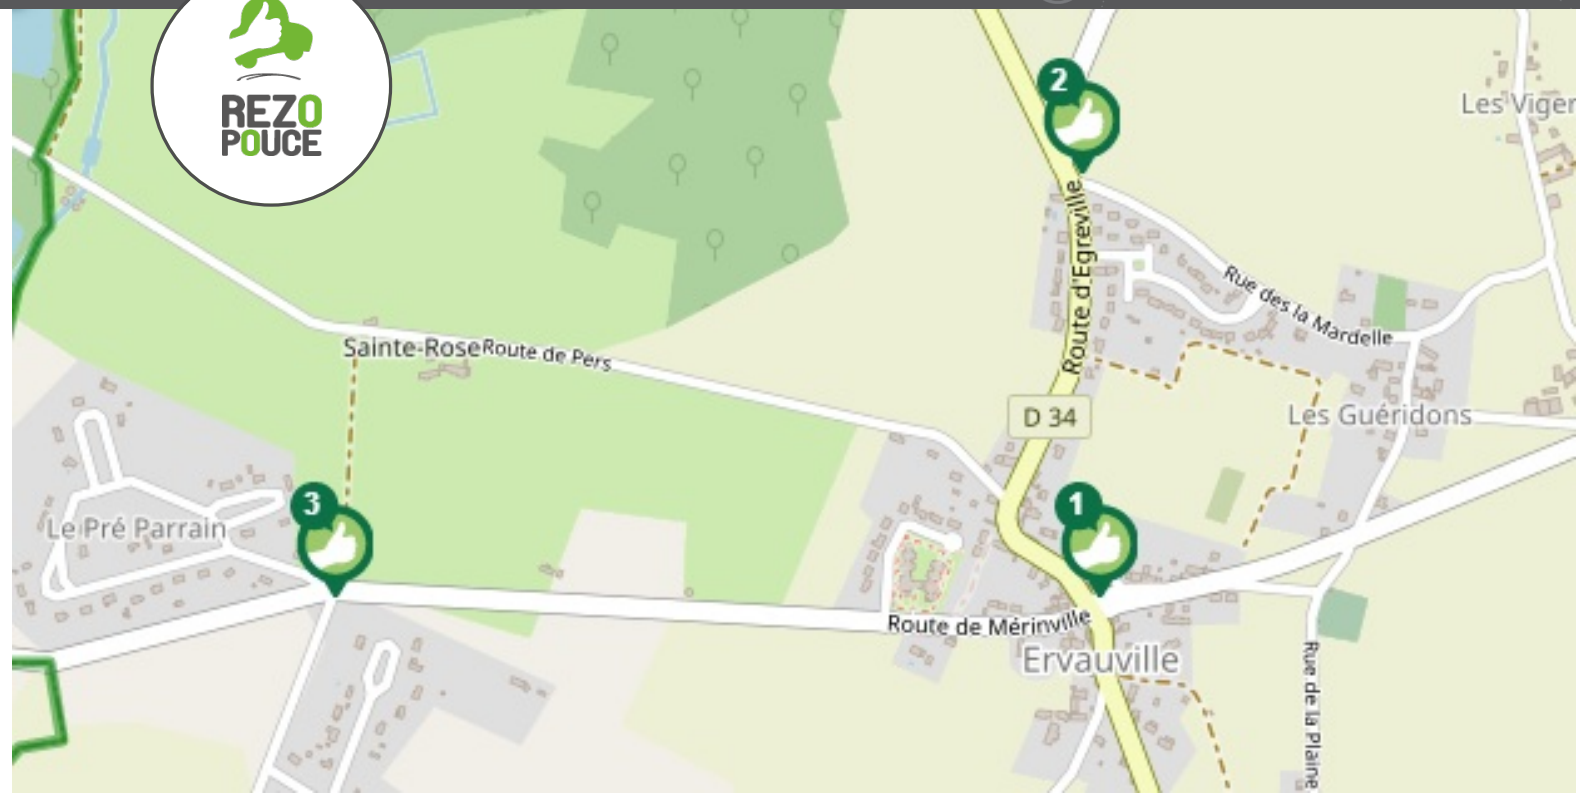 REZO
POUCE
2
Les Viger
Route d'Egreville
Rue des la Mardelle
Sainte-Rose
Route de Pers
D 34
Les Guéridons
3
1
Le Pré Parrain
Route de Mérinville
Ervauville
Rue de la Plaine